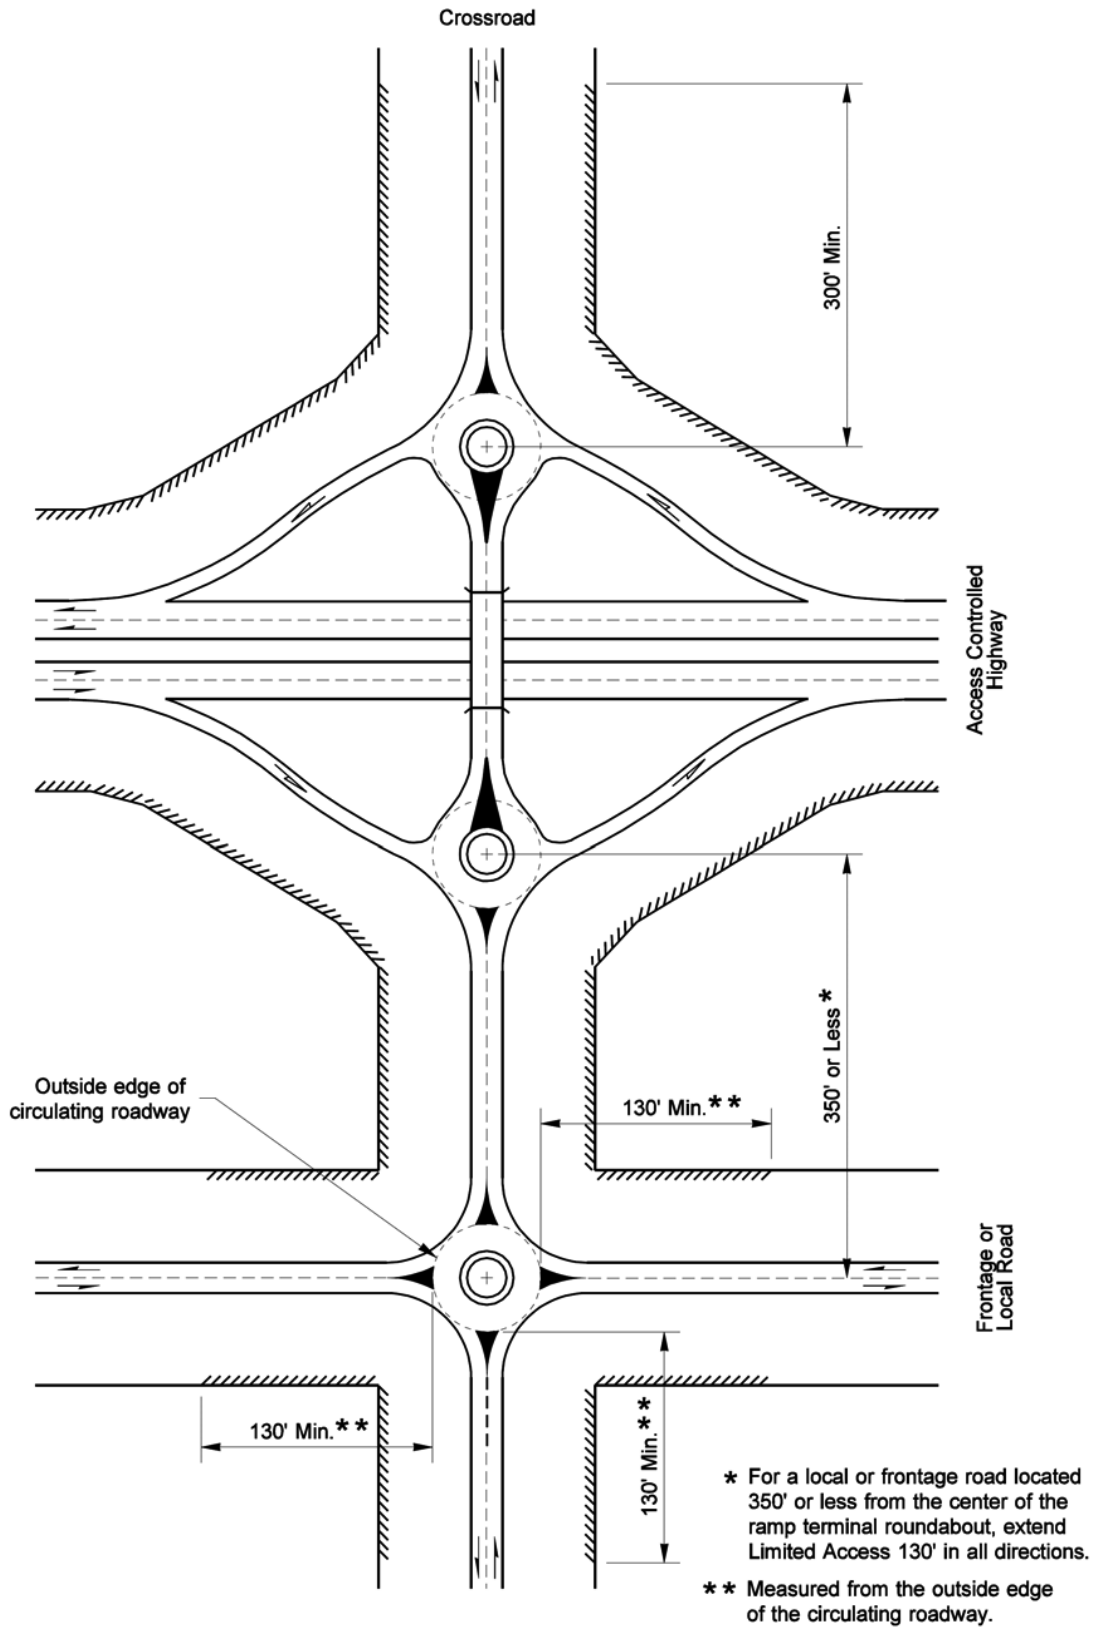 Crossroad
300' Min.
Access Controlled
Highway
350' or Less*
Outside edge of
circulating roadway
130' Min.**
Frontage or
Local Road
130' Min.**
130' Min.**
* For a local or frontage road located
350' or less from the center of the
ramp terminal roundabout, extend
Limited Access 130' in all directions.
** Measured from the outside edge
of the circulating roadway.